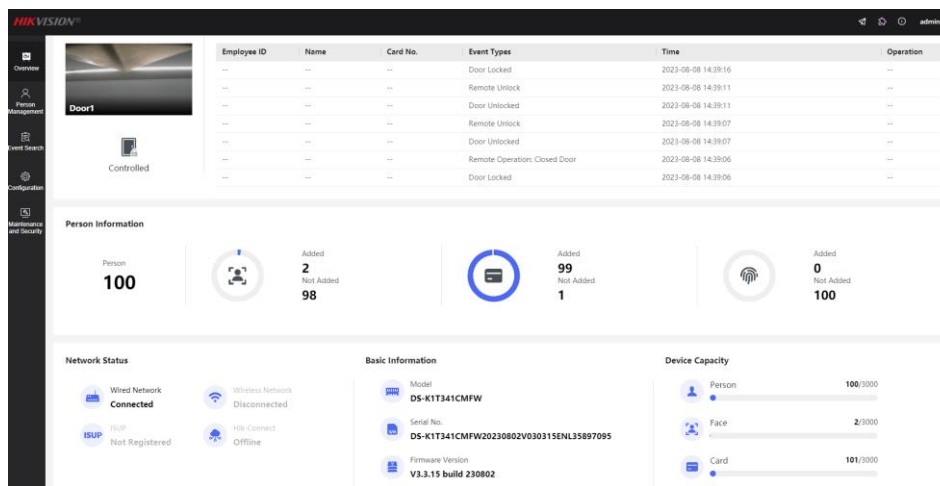 HIKVISION®
admin
Overview
Person
Management
Event Search
Configuration
Maintenance
and Security
Door1
Controlled
Employee ID Name Card No. Event Types Time Operation
-- -- -- Door Locked 2023-08-08 14:39:16 --
-- -- -- Remote Unlock 2023-08-08 14:39:11 --
-- -- -- Door Unlocked 2023-08-08 14:39:11 --
-- -- -- Remote Unlock 2023-08-08 14:39:07 --
-- -- -- Door Unlocked 2023-08-08 14:39:07 --
-- -- -- Remote Operation: Closed Door 2023-08-08 14:39:06 --
-- -- -- Door Locked 2023-08-08 14:39:06 --
Person Information
Person
100
Added
2
Not Added
98
Added
99
Not Added
1
Added
0
Not Added
100
Network Status
Wired Network
Connected
Wireless Network
Disconnected
ISUP
ISUP
Not Registered
Hik-Connect
Offline
Basic Information
Model
DS-K1T341CMFW
Serial No.
DS-K1T341CMFW20230802V030315ENL35897095
Firmware Version
V3.3.15 build 230802
Device Capacity
Person 100/3000
Face 2/3000
Card 101/3000